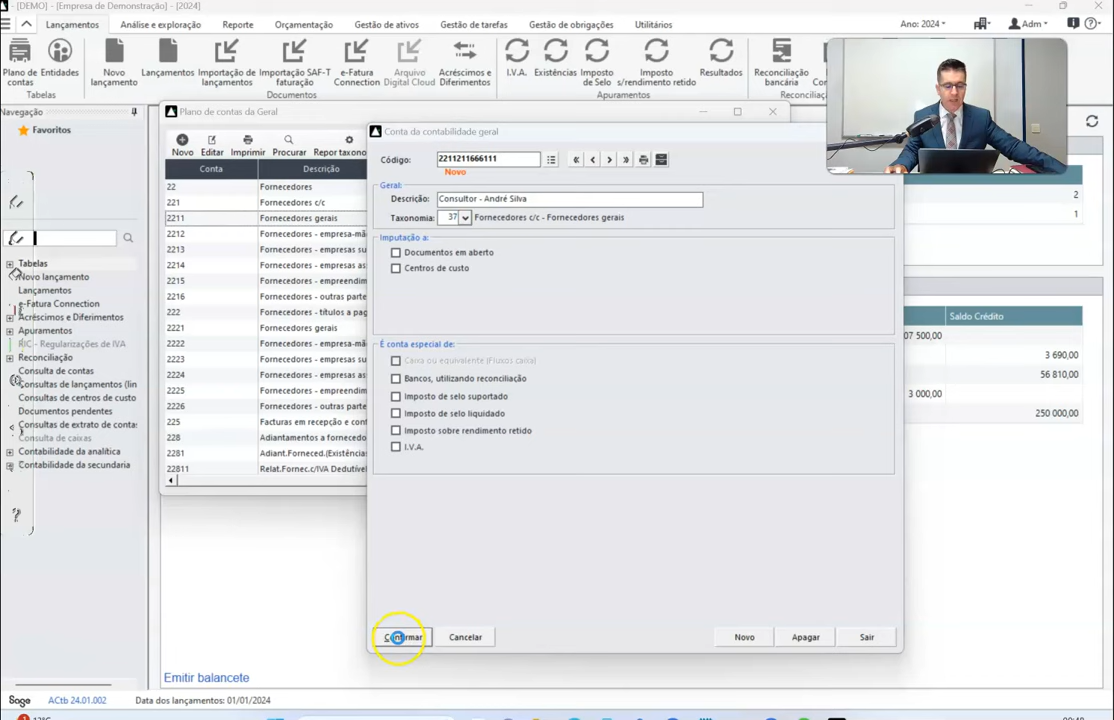 - [DEMO] - [Empresa de Demonstração] - [2024]
Lançamentos Análise e exploração Reporte Orçamentação Gestão de ativos Gestão de tarefas Gestão de obrigações Utilitários Ano: 2024 Adm
Plano de contas Entidades Novo lançamento Lançamentos Importação de lançamentos Importação SAF-T faturação e-Fatura Connection Arquivo Digital Cloud Acréscimos e Diferimentos I.V.A. Existências Imposto de Selo Imposto s/rendimento retido Resultados Reconciliação bancária
Tabelas Documentos Apuramentos
Navegação
Favoritos
Tabelas
Novo lançamento
Lançamentos
e-Fatura Connection
Acréscimos e Diferimentos
Apuramentos
- Regularizações de IVA
Reconciliação
Consulta de contas
Consultas de lançamentos (lin
Consultas de centros de custo
Documentos pendentes
Consultas de extrato de conta
Consulta de caixas
Contabilidade da analítica
Contabilidade da secundaria
Plano de contas da Geral
Novo Editar Imprimir Procurar Repor taxono
Conta Descrição
22 Fornecedores
221 Fornecedores c/c
2211 Fornecedores gerais
2212 Fornecedores - empresa-mã
2213 Fornecedores - empresas su
2214 Fornecedores - empresas as
2215 Fornecedores - empreendim
2216 Fornecedores - outras parte
222 Fornecedores - títulos a pag
2221 Fornecedores gerais
2222 Fornecedores - empresa-mã
2223 Fornecedores - empresas su
2224 Fornecedores - empresas as
2225 Fornecedores - empreendim
2226 Fornecedores - outras parte
225 Facturas em recepção e cont
228 Adiantamentos a fornecedo
2281 Adiant.Forneced.(Existências
22811 Relat.Fornec.c/IVA Dedutível
Conta da contabilidade geral
Código: 2211211666111
Novo
Geral:
Descrição: Consultor - André Silva
Taxonomia: 37 Fornecedores c/c - Fornecedores gerais
Imputação a:
Documentos em aberto
Centros de custo
É conta especial de:
Caixa ou equivalente (Fluxos caixa)
Bancos, utilizando reconciliação
Imposto de selo suportado
Imposto de selo liquidado
Imposto sobre rendimento retido
I.V.A.
Confirmar Cancelar Novo Apagar Sair
2
1
Saldo Crédito
07 500,00
3 690,00
56 810,00
3 000,00
250 000,00
Emitir balancete
Sage ACtb 24.01.002 Data dos lançamentos: 01/01/2024